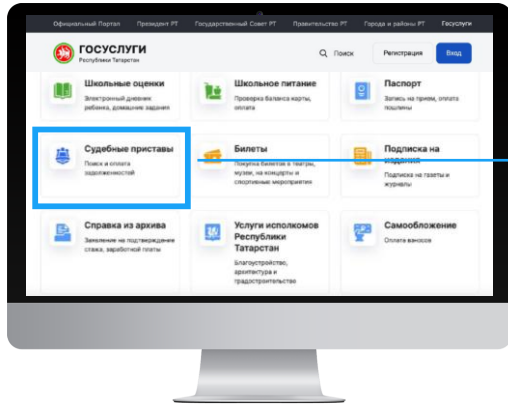 Официальный Портал Президент РТ Государственный Совет РТ Правительство РТ Города и районы РТ Госуслуги
ГОСУСЛУГИ
Республики Татарстан
Поиск
Регистрация
Вход
Школьные оценки
Электронный дневник
ребенка, домашние задания
Школьное питание
Проверка баланса карты,
оплата
Паспорт
Запись на прием, оплата
пошлины
Судебные приставы
Поиск и оплата
задолженностей
Билеты
Покупка билетов в театры,
музеи, на концерты и
спортивные мероприятия
Подписка на
издания
Подписка на газеты и
журналы
Справка из архива
Заявление на подтверждение
стажа, заработной платы
Услуги исполкомов
Республики
Татарстан
Благоустройство,
архитектура и
градостроительство
Самообложение
Оплата взносов